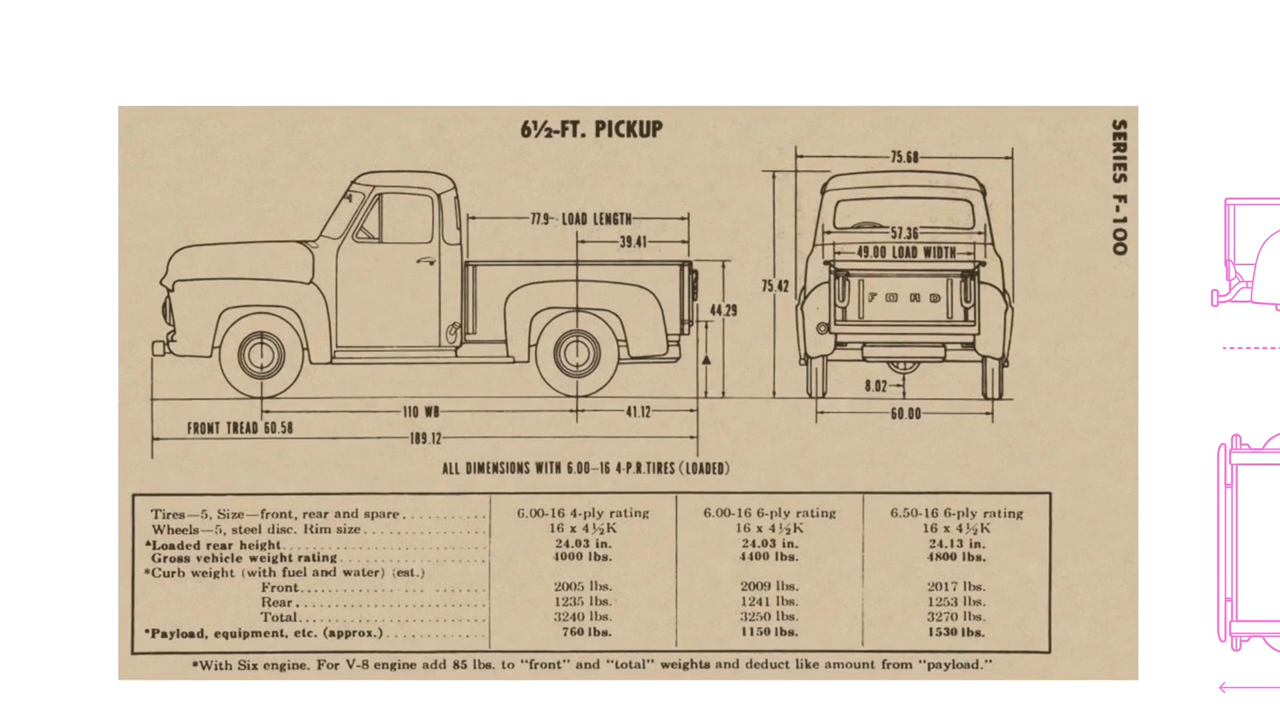 6½-FT. PICKUP
SERIES F-100
75.68
77.9 LOAD LENGTH
39.41
57.36
49.00 LOAD WIDTH
75.42
FORD
44.29
8.02
110 WB
41.12
60.00
FRONT TREAD 60.58
189.12
ALL DIMENSIONS WITH 6.00-16 4-P.R.TIRES (LOADED)
Tires—5, Size—front, rear and spare 6.00-16 4-ply rating 6.00-16 6-ply rating 6.50-16 6-ply rating
Wheels—5, steel disc. Rim size 16 x 4½K 16 x 4½K 16 x 4½K
▲Loaded rear height 24.03 in. 24.03 in. 24.13 in.
Gross vehicle weight rating 4000 lbs. 4400 lbs. 4800 lbs.
*Curb weight (with fuel and water) (est.)
Front 2005 lbs. 2009 lbs. 2017 lbs.
Rear 1235 lbs. 1241 lbs. 1253 lbs.
Total 3240 lbs. 3250 lbs. 3270 lbs.
*Payload, equipment, etc. (approx.) 760 lbs. 1150 lbs. 1530 lbs.
*With Six engine. For V-8 engine add 85 lbs. to "front" and "total" weights and deduct like amount from "payload."